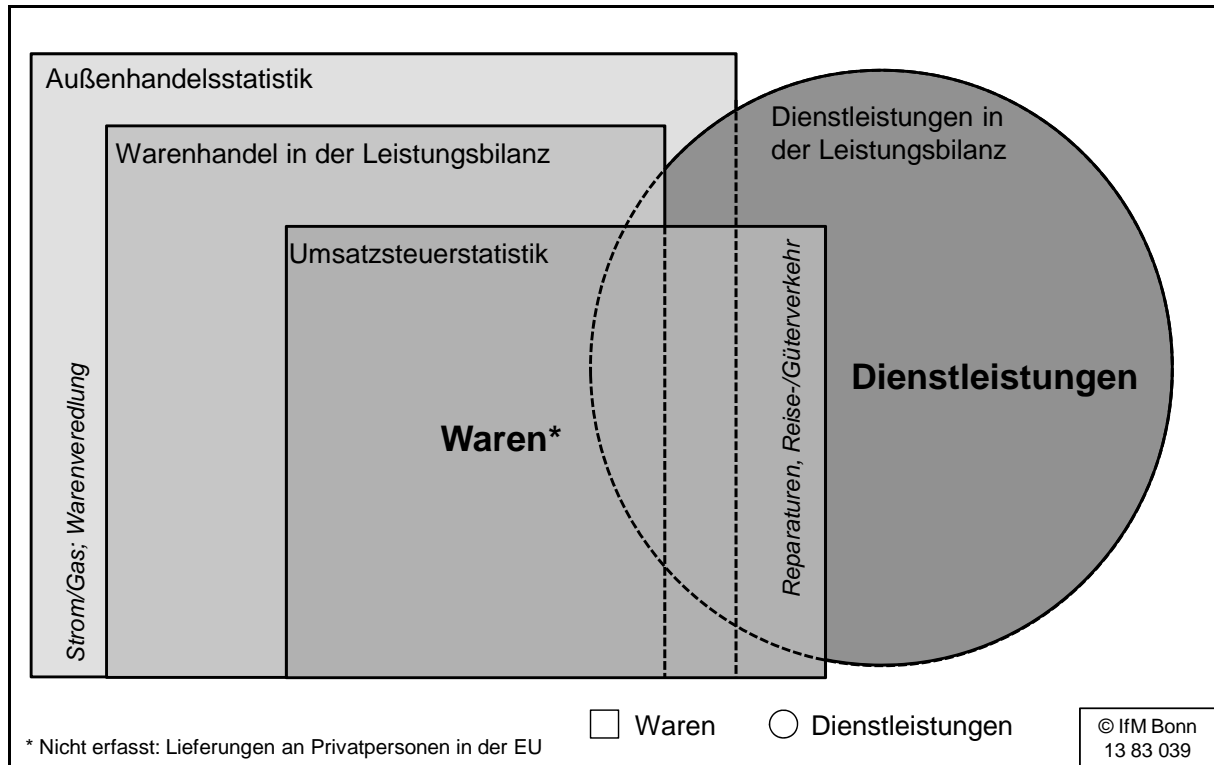 Außenhandelsstatistik
Dienstleistungen in
der Leistungsbilanz
Warenhandel in der Leistungsbilanz
Umsatzsteuerstatistik
Strom/Gas; Warenveredlung
Waren*
Reparaturen, Reise-/Güterverkehr
Dienstleistungen
Waren
Dienstleistungen
* Nicht erfasst: Lieferungen an Privatpersonen in der EU
© IfM Bonn
13 83 039